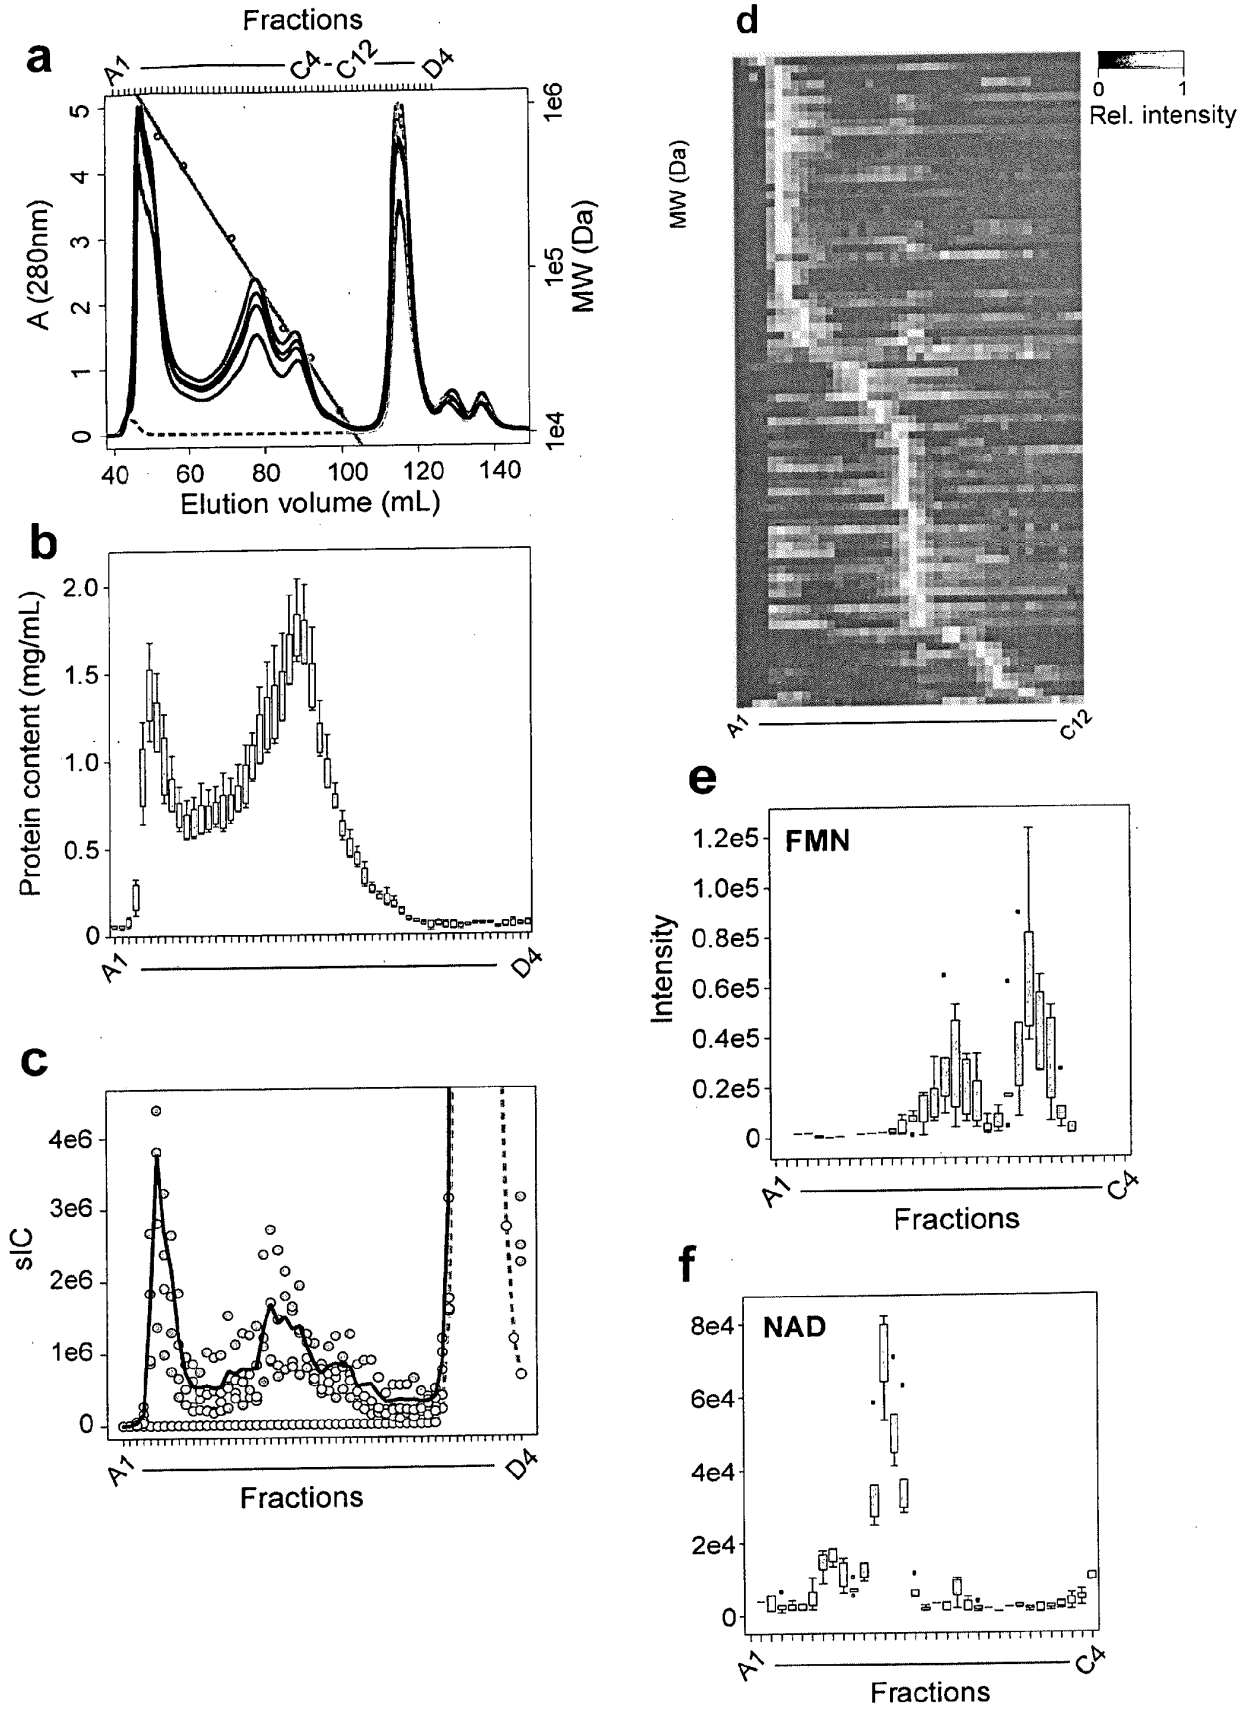 a
Fractions
A1 C4-C12 D4
A (280nm)
5
4
3
2
1
0
1e6
1e5
1e4
MW (Da)
40 60 80 100 120 140
Elution volume (mL)
b
Protein content (mg/mL)
2.0
1.5
1.0
0.5
0
A1 D4
c
sIC
4e6
3e6
2e6
1e6
0
A1 D4
Fractions
d
0 1
Rel. intensity
MW (Da)
A1 C12
e
FMN
Intensity
1.2e5
1.0e5
0.8e5
0.6e5
0.4e5
0.2e5
0
A1 C4
Fractions
f
NAD
8e4
6e4
4e4
2e4
0
A1 C4
Fractions